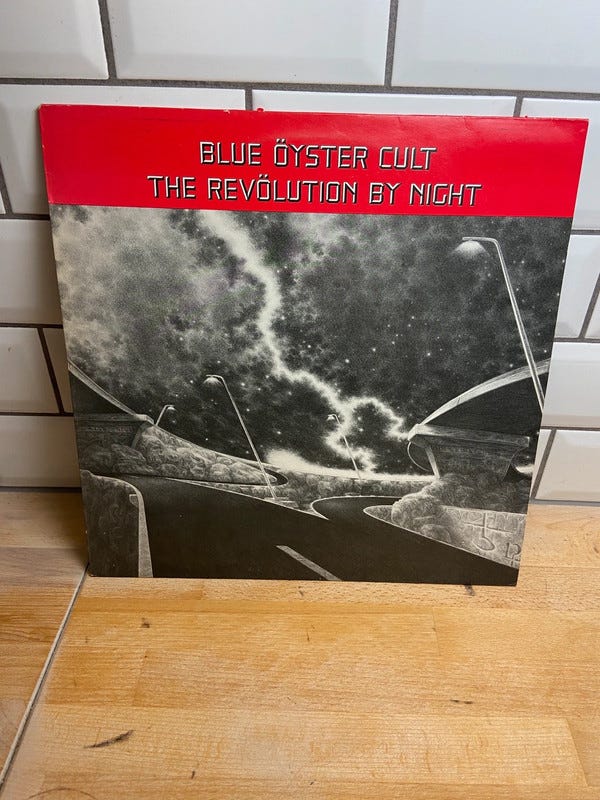 BLUE ÖYSTER CULT
THE REVÖLUTION BY NIGHT